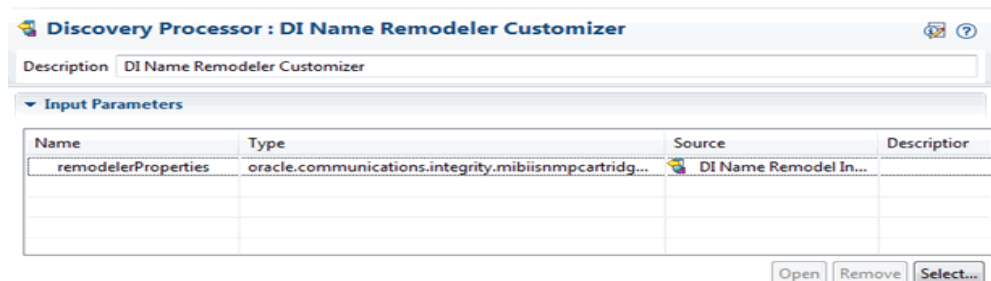 Discovery Processor : DI Name Remodeler Customizer
Description DI Name Remodeler Customizer
Input Parameters
Name Type Source Descriptior
remodelerProperties oracle.communications.integrity.mibiisnmpcartridg... DI Name Remodel In...
Open Remove Select...